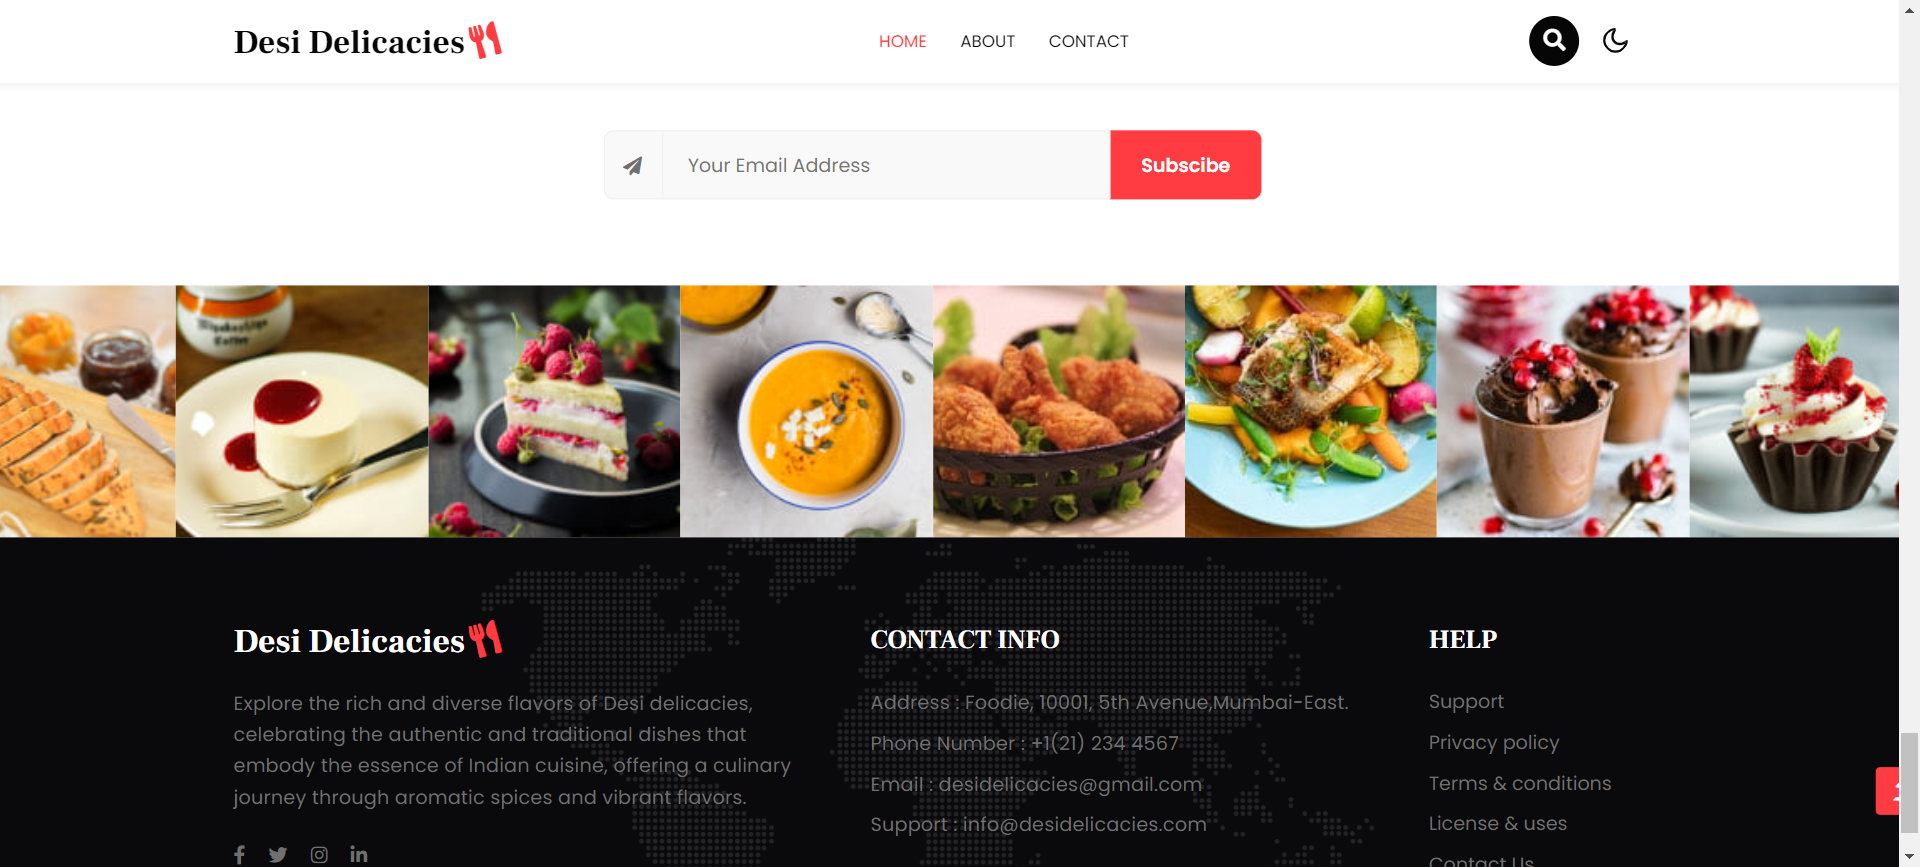 Desi Delicacies
HOME ABOUT CONTACT
Your Email Address
Subscibe
Desi Delicacies
Explore the rich and diverse flavors of Desi delicacies,
celebrating the authentic and traditional dishes that
embody the essence of Indian cuisine, offering a culinary
journey through aromatic spices and vibrant flavors.
CONTACT INFO
Address : Foodie, 10001, 5th Avenue,Mumbai-East.
Phone Number : +1(21) 234 4567
Email : desidelicacies@gmail.com
Support : info@desidelicacies.com
HELP
Support
Privacy policy
Terms & conditions
License & uses
Contact Us